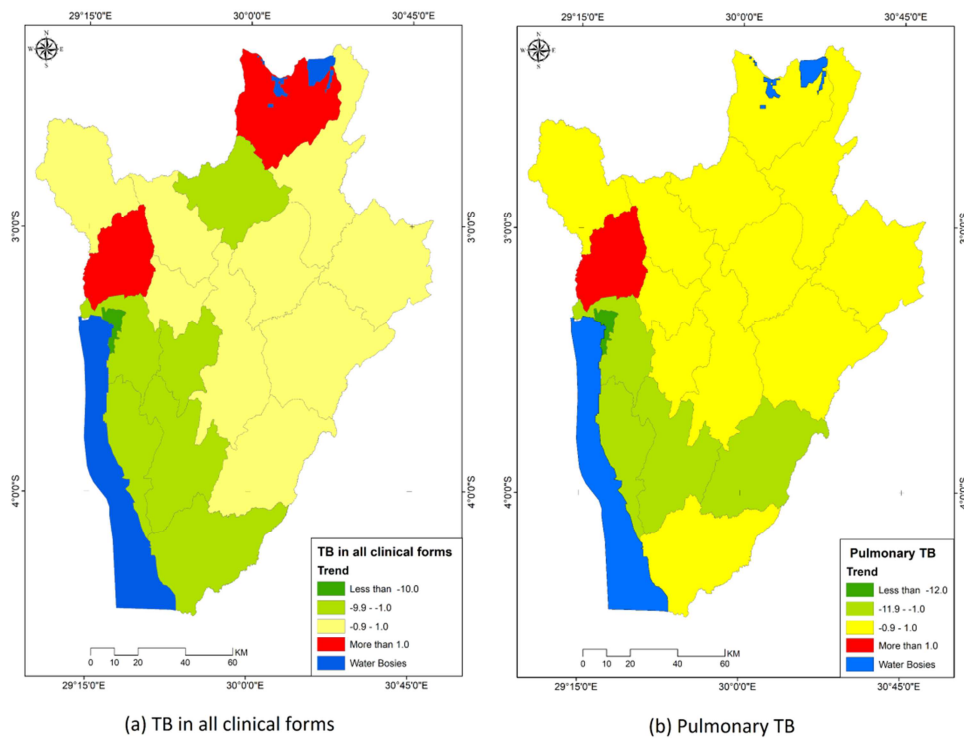 29°15'0"E 30°0'0"E 30°45'0"E
N
W E
S
3°0'0"S
4°0'0"S
TB in all clinical forms
Trend
Less than -10.0
-9.9 - -1.0
-0.9 - 1.0
More than 1.0
Water Bosies
0 10 20 40 60 KM
29°15'0"E 30°0'0"E 30°45'0"E
(a) TB in all clinical forms
29°15'0"E 30°0'0"E 30°45'0"E
N
W E
S
3°0'0"S 3°0'0"S
4°0'0"S 4°0'0"S
Pulmonary TB
Trend
Less than -12.0
-11.9 - -1.0
-0.9 - 1.0
More than 1.0
Water Bosies
0 10 20 40 60 KM
29°15'0"E 30°0'0"E 30°45'0"E
(b) Pulmonary TB